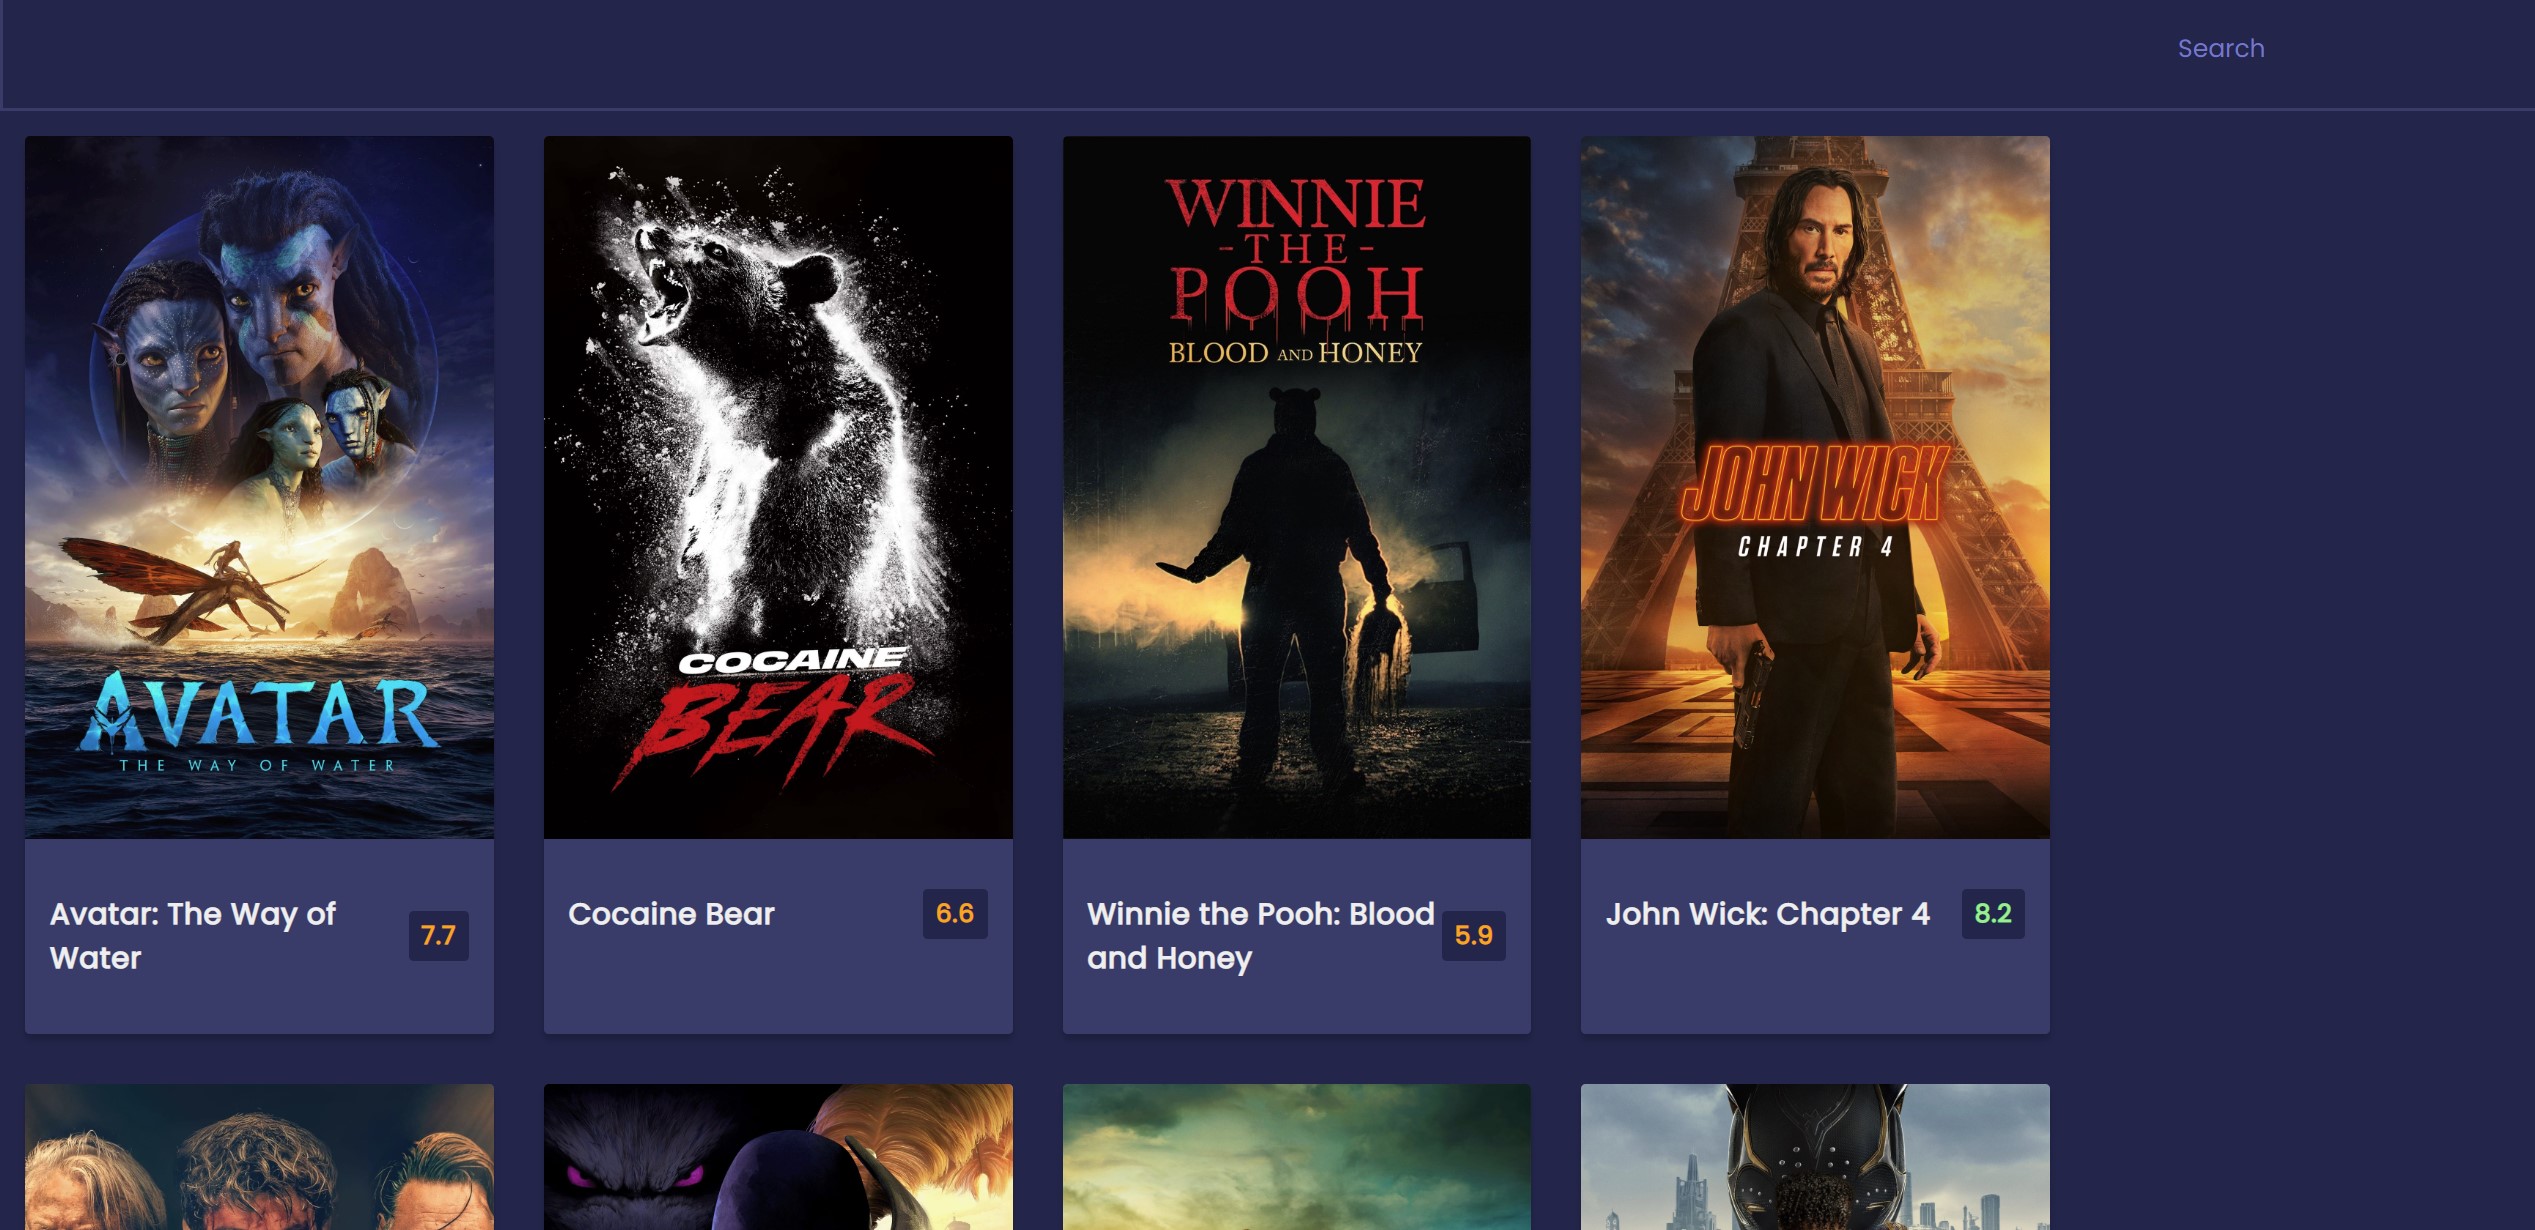 Search
AVATAR
THE WAY OF WATER
COCAINE
BEAR
WINNIE
-THE-
POOH
BLOOD AND HONEY
JOHN WICK
CHAPTER 4
Avatar: The Way of
Water
7.7
Cocaine Bear
6.6
Winnie the Pooh: Blood
and Honey
5.9
John Wick: Chapter 4
8.2